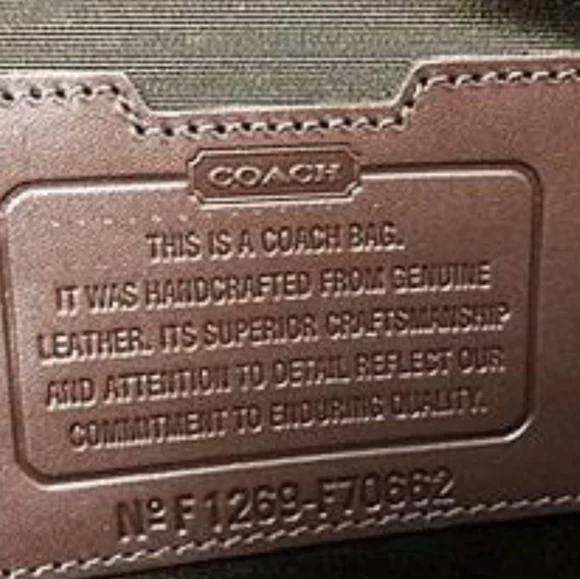 COACH
THIS IS A COACH BAG.
IT WAS HANDCRAFTED FROM GENUINE
LEATHER. ITS SUPERIOR CRAFTSMANSHIP
AND ATTENTION TO DETAIL REFLECT OUR
COMMITMENT TO ENDURING QUALITY.
Nº F1269-F70662